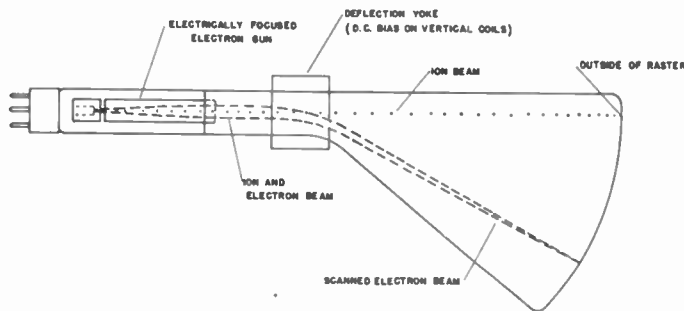 DEFLECTION YOKE
(D.C. BIAS ON VERTICAL COILS)
ELECTRICALLY FOCUSED
ELECTRON GUN
ION BEAM
OUTSIDE OF RASTER
ION AND
ELECTRON BEAM
SCANNED ELECTRON BEAM